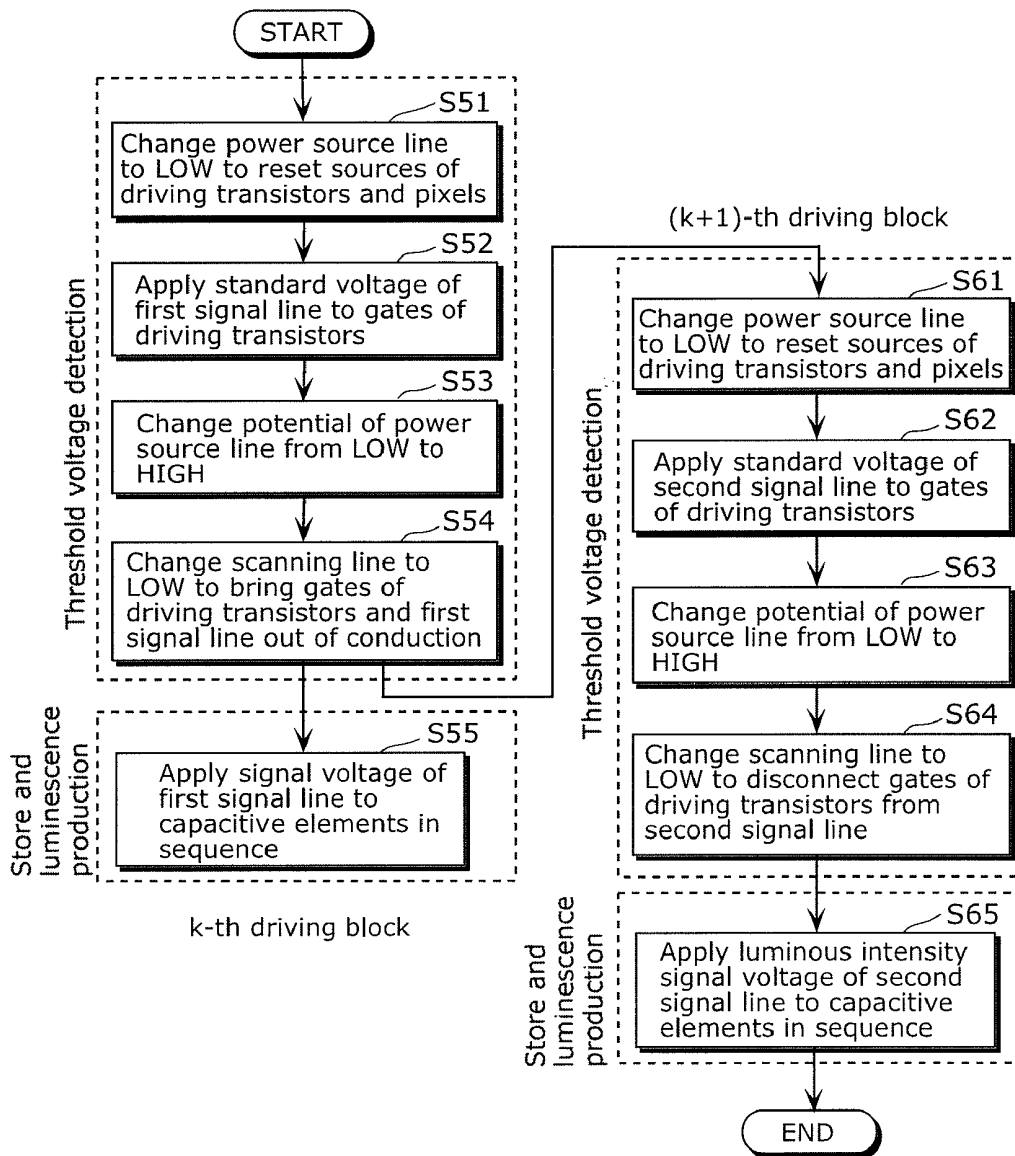 START
S51
Change power source line
to LOW to reset sources of
driving transistors and pixels
S52
Apply standard voltage of
first signal line to gates of
driving transistors
S53
Change potential of power
source line from LOW to
HIGH
S54
Change scanning line to
LOW to bring gates of
driving transistors and first
signal line out of conduction
Threshold voltage detection
S55
Apply signal voltage of
first signal line to
capacitive elements in
sequence
Store and
luminescence
production
k-th driving block
(k+1)-th driving block
S61
Change power source line
to LOW to reset sources of
driving transistors and pixels
S62
Apply standard voltage of
second signal line to gates
of driving transistors
S63
Change potential of power
source line from LOW to
HIGH
S64
Change scanning line to
LOW to disconnect gates of
driving transistors from
second signal line
Threshold voltage detection
S65
Apply luminous intensity
signal voltage of second
signal line to capacitive
elements in sequence
Store and
luminescence
production
END